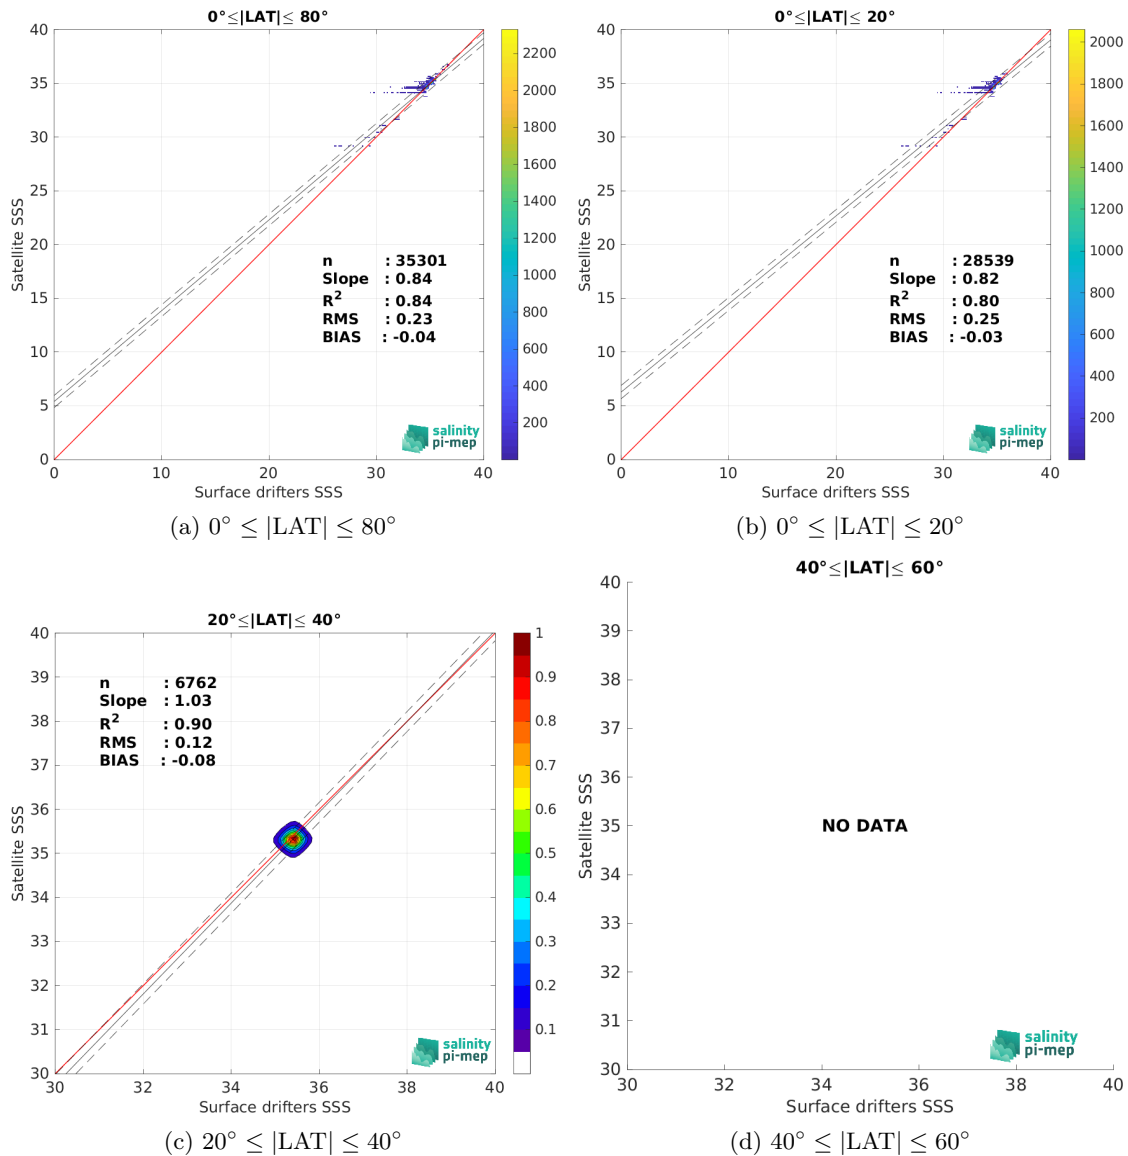 0°≤|LAT|≤ 80°
40
35
30
25
20
15
10
5
0
0
10
20
30
40
Satellite SSS
Surface drifters SSS
n : 35301
Slope : 0.84
R² : 0.84
RMS : 0.23
BIAS : -0.04
salinity
pi-mep
2200
2000
1800
1600
1400
1200
1000
800
600
400
200
(a) 0° ≤ |LAT| ≤ 80°
0°≤|LAT|≤ 20°
40
35
30
25
20
15
10
5
0
0
10
20
30
40
Satellite SSS
Surface drifters SSS
n : 28539
Slope : 0.82
R² : 0.80
RMS : 0.25
BIAS : -0.03
salinity
pi-mep
2000
1800
1600
1400
1200
1000
800
600
400
200
(b) 0° ≤ |LAT| ≤ 20°
20°≤|LAT|≤ 40°
40
39
38
37
36
35
34
33
32
31
30
30
32
34
36
38
40
Satellite SSS
Surface drifters SSS
n : 6762
Slope : 1.03
R² : 0.90
RMS : 0.12
BIAS : -0.08
salinity
pi-mep
1
0.9
0.8
0.7
0.6
0.5
0.4
0.3
0.2
0.1
(c) 20° ≤ |LAT| ≤ 40°
40°≤|LAT|≤ 60°
40
39
38
37
36
35
34
33
32
31
30
30
32
34
36
38
40
Satellite SSS
Surface drifters SSS
NO DATA
salinity
pi-mep
(d) 40° ≤ |LAT| ≤ 60°